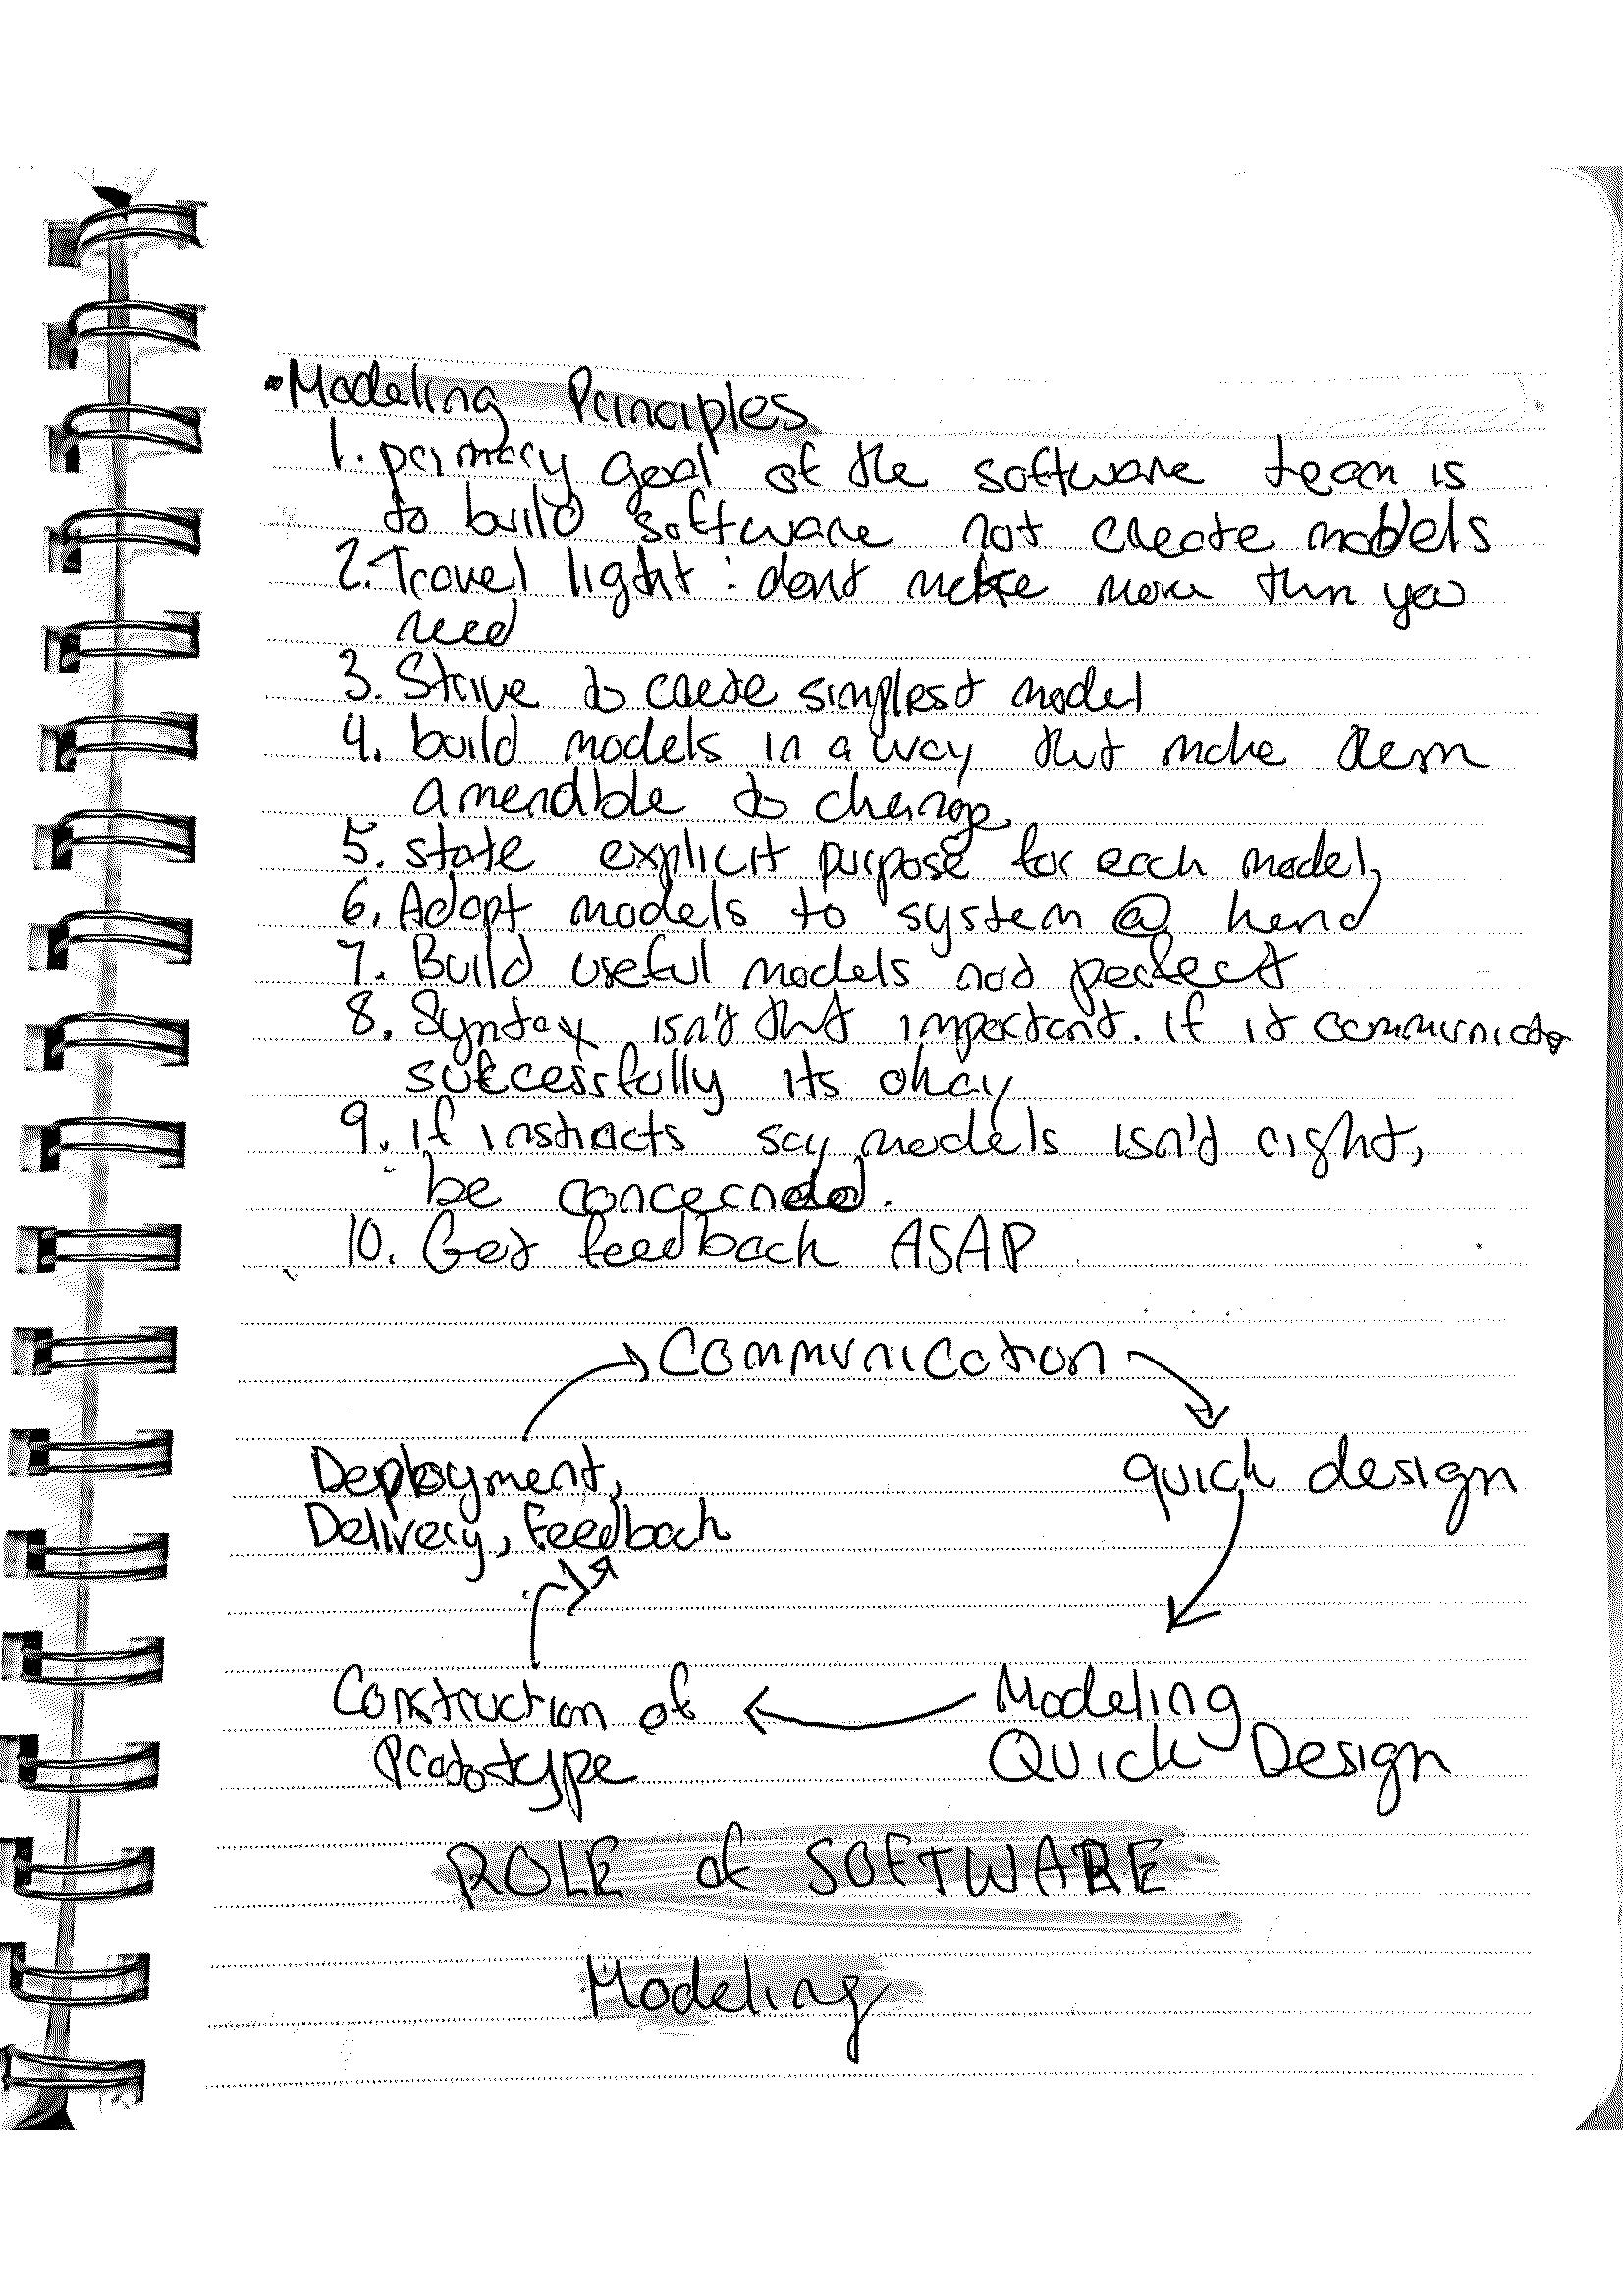 Modeling Principles
1. primary goal of the software team is
to build software not create models
2. Travel light : dont make more than you
need
3. Strive to create simplest model
4. build models in a way that make them
amendible to change
5. state explicit purpose for each model
6. Adapt models to system @ hand
7. Build useful models not perfect
8. Syntax isn't that important. if it communicate
successfully its okay
9. if instincts say models isn't right,
be concerned.
10. Get feedback ASAP
Communication
Deployment,
Delivery, feedback
quick design
Construction of
Prototype
Modeling
Quick Design
ROLE of SOFTWARE
Modeling